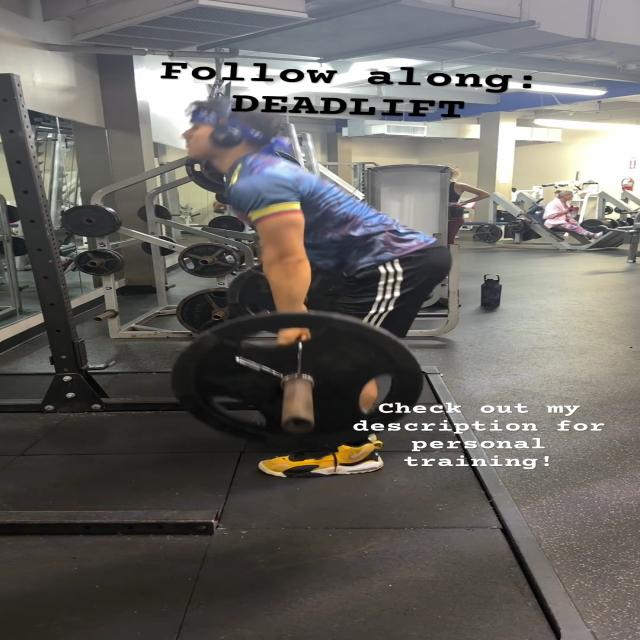 Follow along:
DEADLIFT
Check out my
description for
personal
training!